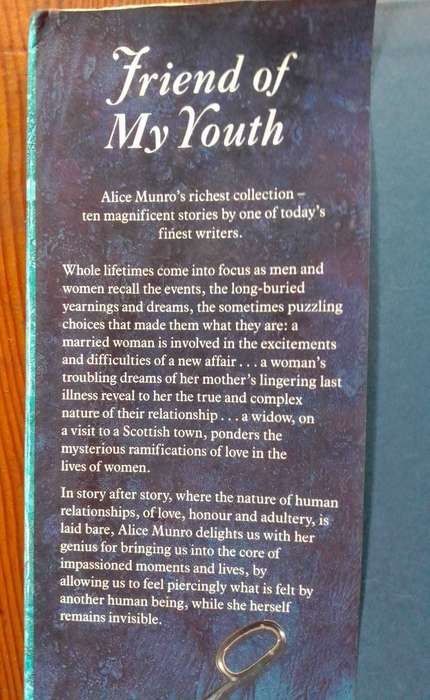 Friend of
My Youth
Alice Munro's richest collection –
ten magnificent stories by one of today's
finest writers.
Whole lifetimes come into focus as men and
women recall the events, the long-buried
yearnings and dreams, the sometimes puzzling
choices that made them what they are: a
married woman is involved in the excitements
and difficulties of a new affair . . . a woman's
troubling dreams of her mother's lingering last
illness reveal to her the true and complex
nature of their relationship . . . a widow, on
a visit to a Scottish town, ponders the
mysterious ramifications of love in the
lives of women.
In story after story, where the nature of human
relationships, of love, honour and adultery, is
laid bare, Alice Munro delights us with her
genius for bringing us into the core of
impassioned moments and lives, by
allowing us to feel piercingly what is felt by
another human being, while she herself
remains invisible.